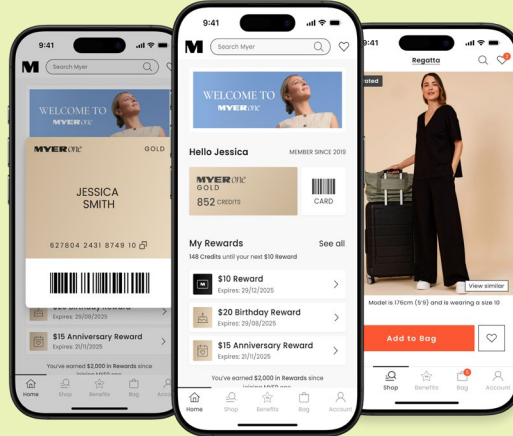 9:41
M
Search Myer
WELCOME TO
MYER one
MYER one
GOLD
JESSICA
SMITH
627804 2431 8749 10
$20 Birthday Reward
Expires: 29/08/2025
$15 Anniversary Reward
Expires: 21/11/2025
You've earned $2,000 in Rewards since
Home
Shop
Benefits
Bag
9:41
M
Search Myer
WELCOME TO
MYER one
Hello Jessica
MEMBER SINCE 2019
MYER one
GOLD
852 CREDITS
CARD
My Rewards
See all
148 Credits until your next $10 Reward
M
$10 Reward
Expires: 29/12/2025
$20 Birthday Reward
Expires: 29/08/2025
$15 Anniversary Reward
Expires: 21/11/2025
You've earned $2,000 in Rewards since
Home
Shop
Benefits
Bag
Account
9:41
Regatta
2
View similar
Model is 176cm (5'9) and is wearing a size 10
Add to Bag
Shop
Benefits
Bag
Account